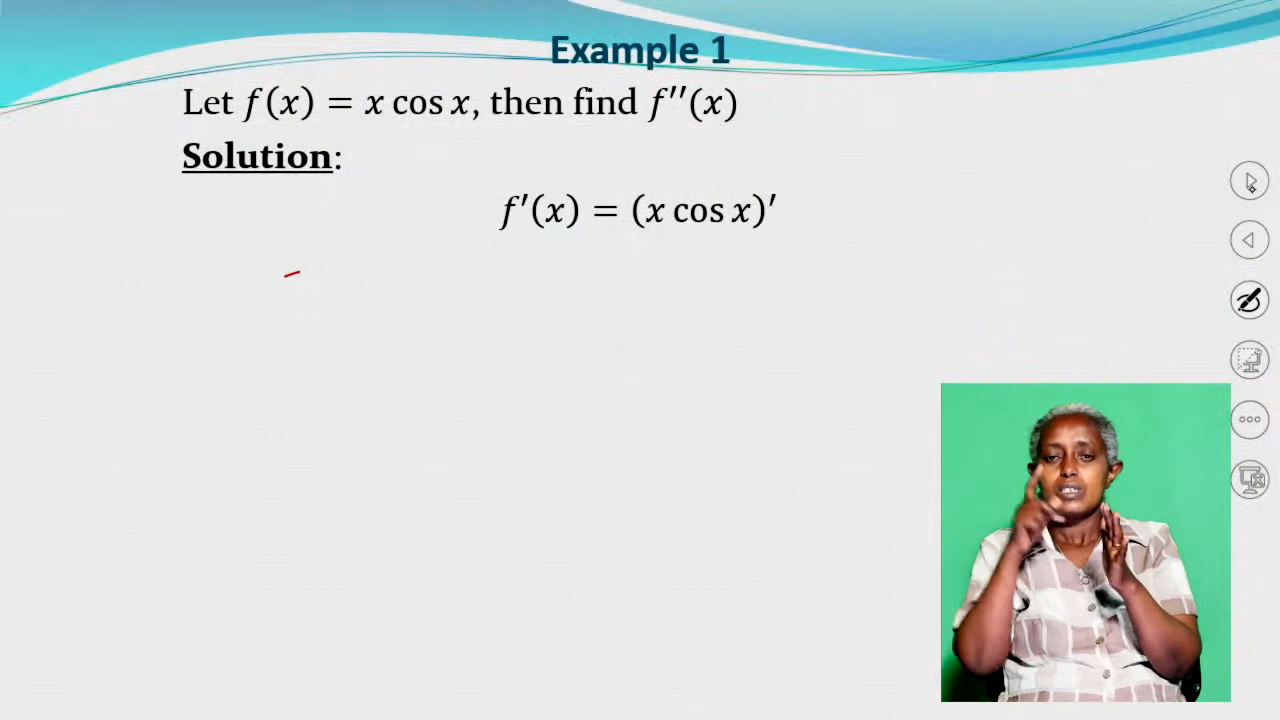 Example 1
Let f(x) = x cos x, then find f′′(x)
Solution:
f′(x) = (x cos x)′